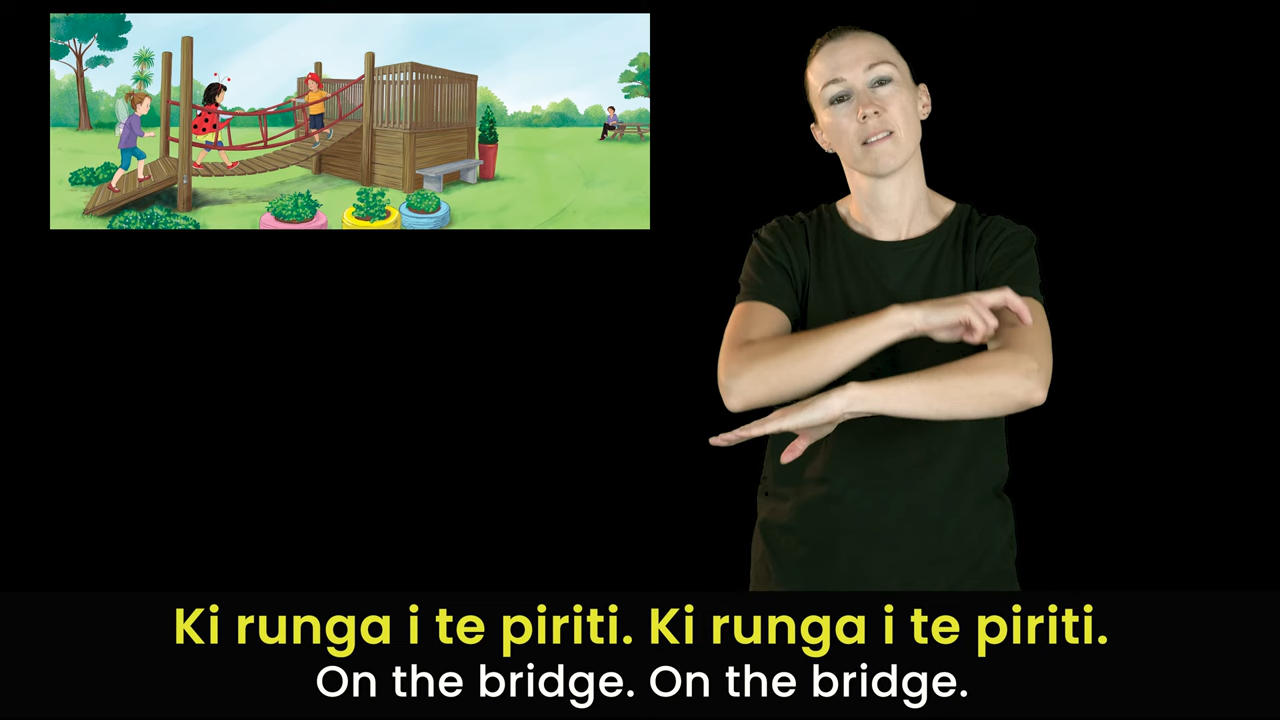 Ki runga i te piriti. Ki runga i te piriti.
On the bridge. On the bridge.